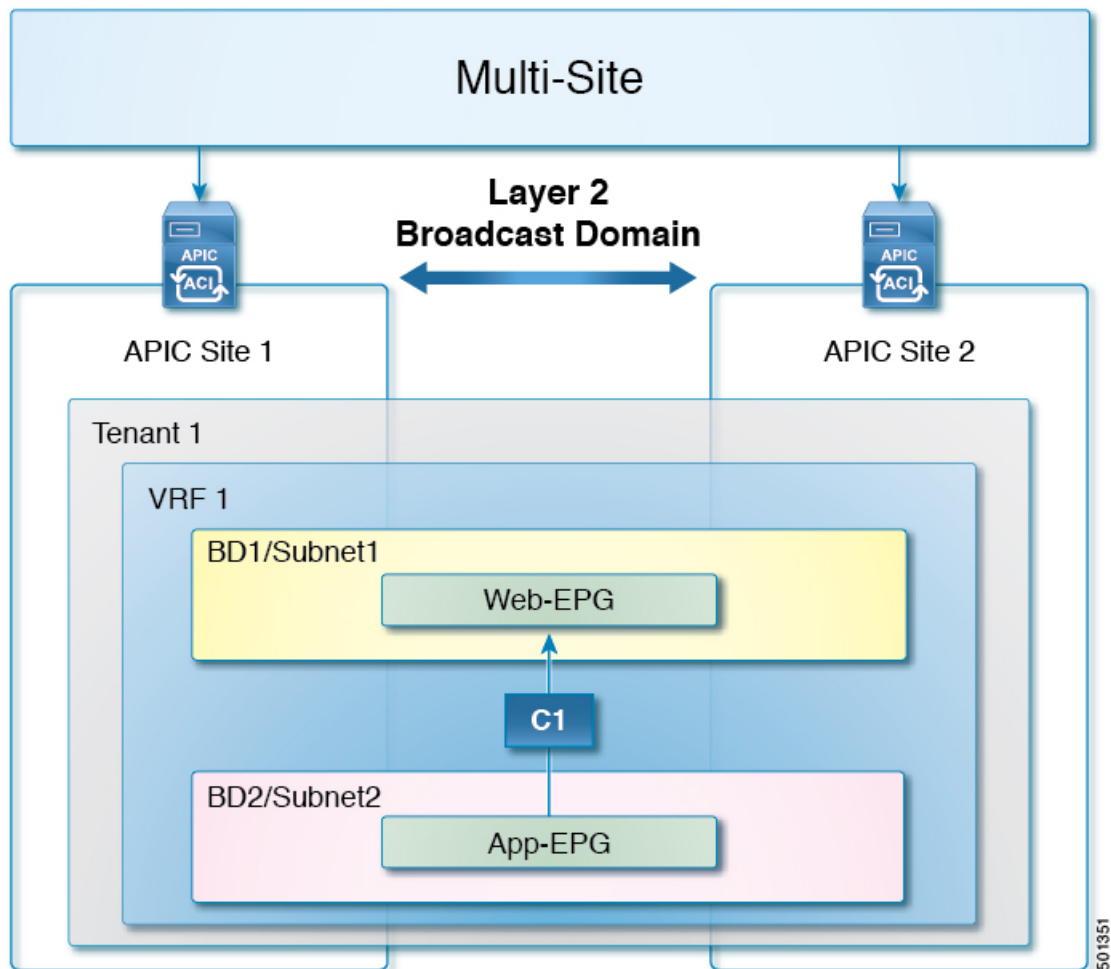 Multi-Site
Layer 2
Broadcast Domain
APIC
ACI
APIC
ACI
APIC Site 1
APIC Site 2
Tenant 1
VRF 1
BD1/Subnet1
Web-EPG
C1
BD2/Subnet2
App-EPG
501351